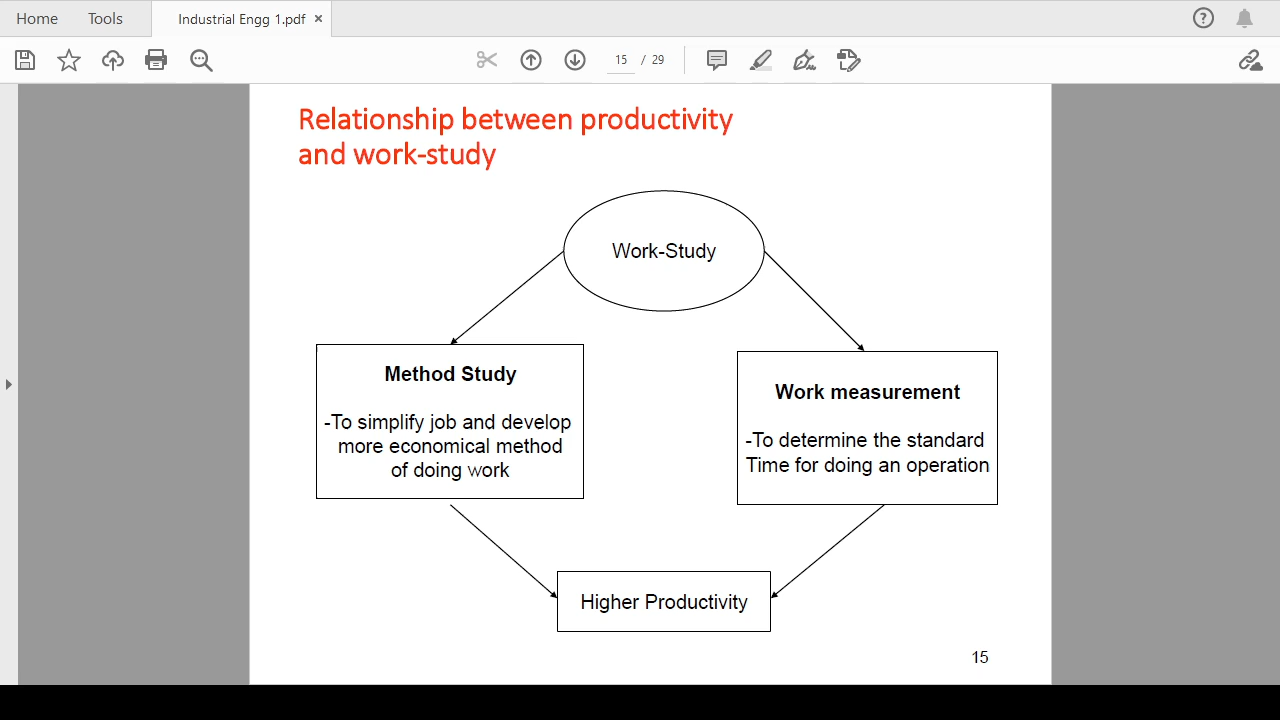 Home Tools Industrial Engg 1.pdf ×
15 / 29
Relationship between productivity
and work-study
Work-Study
Method Study
-To simplify job and develop
more economical method
of doing work
Work measurement
-To determine the standard
Time for doing an operation
Higher Productivity
15